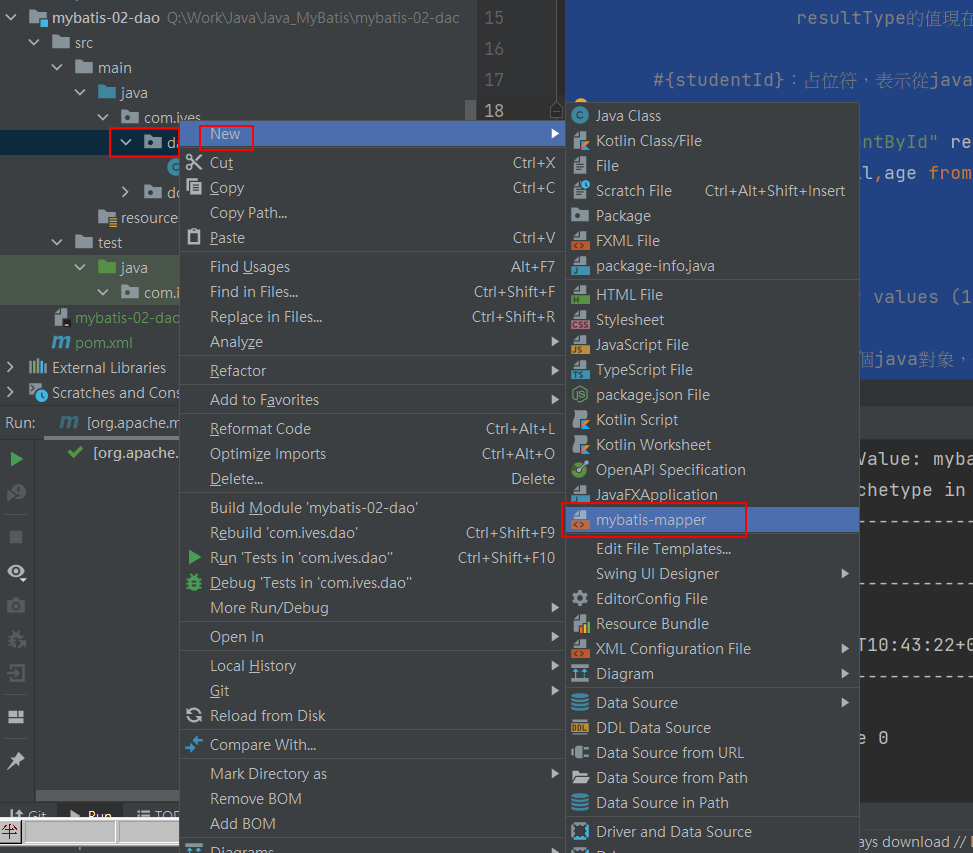 mybatis-02-dao Q:\Work\Java\Java_MyBatis\mybatis-02-dao
src
main
java
com.ives
resources
test
java
com.i
mybatis-02-dao
pom.xml
External Libraries
Scratches and Cons
Run:
[org.apache.m
[org.apache.
Git
Run
TOD
半
15
16
17
18
resultType的值現在
#{studentId}：占位符，表示從java
ntById" re
l,age from
values (1
個java對象，
New
Cut Ctrl+X
Copy Ctrl+C
Copy Path...
Paste Ctrl+V
Find Usages Alt+F7
Find in Files... Ctrl+Shift+F
Replace in Files... Ctrl+Shift+R
Analyze
Refactor
Add to Favorites
Reformat Code Ctrl+Alt+L
Optimize Imports Ctrl+Alt+O
Delete... Delete
Build Module 'mybatis-02-dao'
Rebuild 'com.ives.dao' Ctrl+Shift+F9
Run 'Tests in 'com.ives.dao'' Ctrl+Shift+F10
Debug 'Tests in 'com.ives.dao''
More Run/Debug
Open In
Local History
Git
Reload from Disk
Compare With...
Mark Directory as
Remove BOM
Add BOM
Diagrams
Java Class
Kotlin Class/File
File
Scratch File Ctrl+Alt+Shift+Insert
Package
FXML File
package-info.java
HTML File
Stylesheet
JavaScript File
TypeScript File
package.json File
Kotlin Script
Kotlin Worksheet
OpenAPI Specification
JavaFXApplication
mybatis-mapper
Edit File Templates...
Swing UI Designer
EditorConfig File
Resource Bundle
XML Configuration File
Diagram
Data Source
DDL Data Source
Data Source from URL
Data Source from Path
Data Source in Path
Driver and Data Source
Value: myba
chetype in
T10:43:22+0
e 0
ays download //